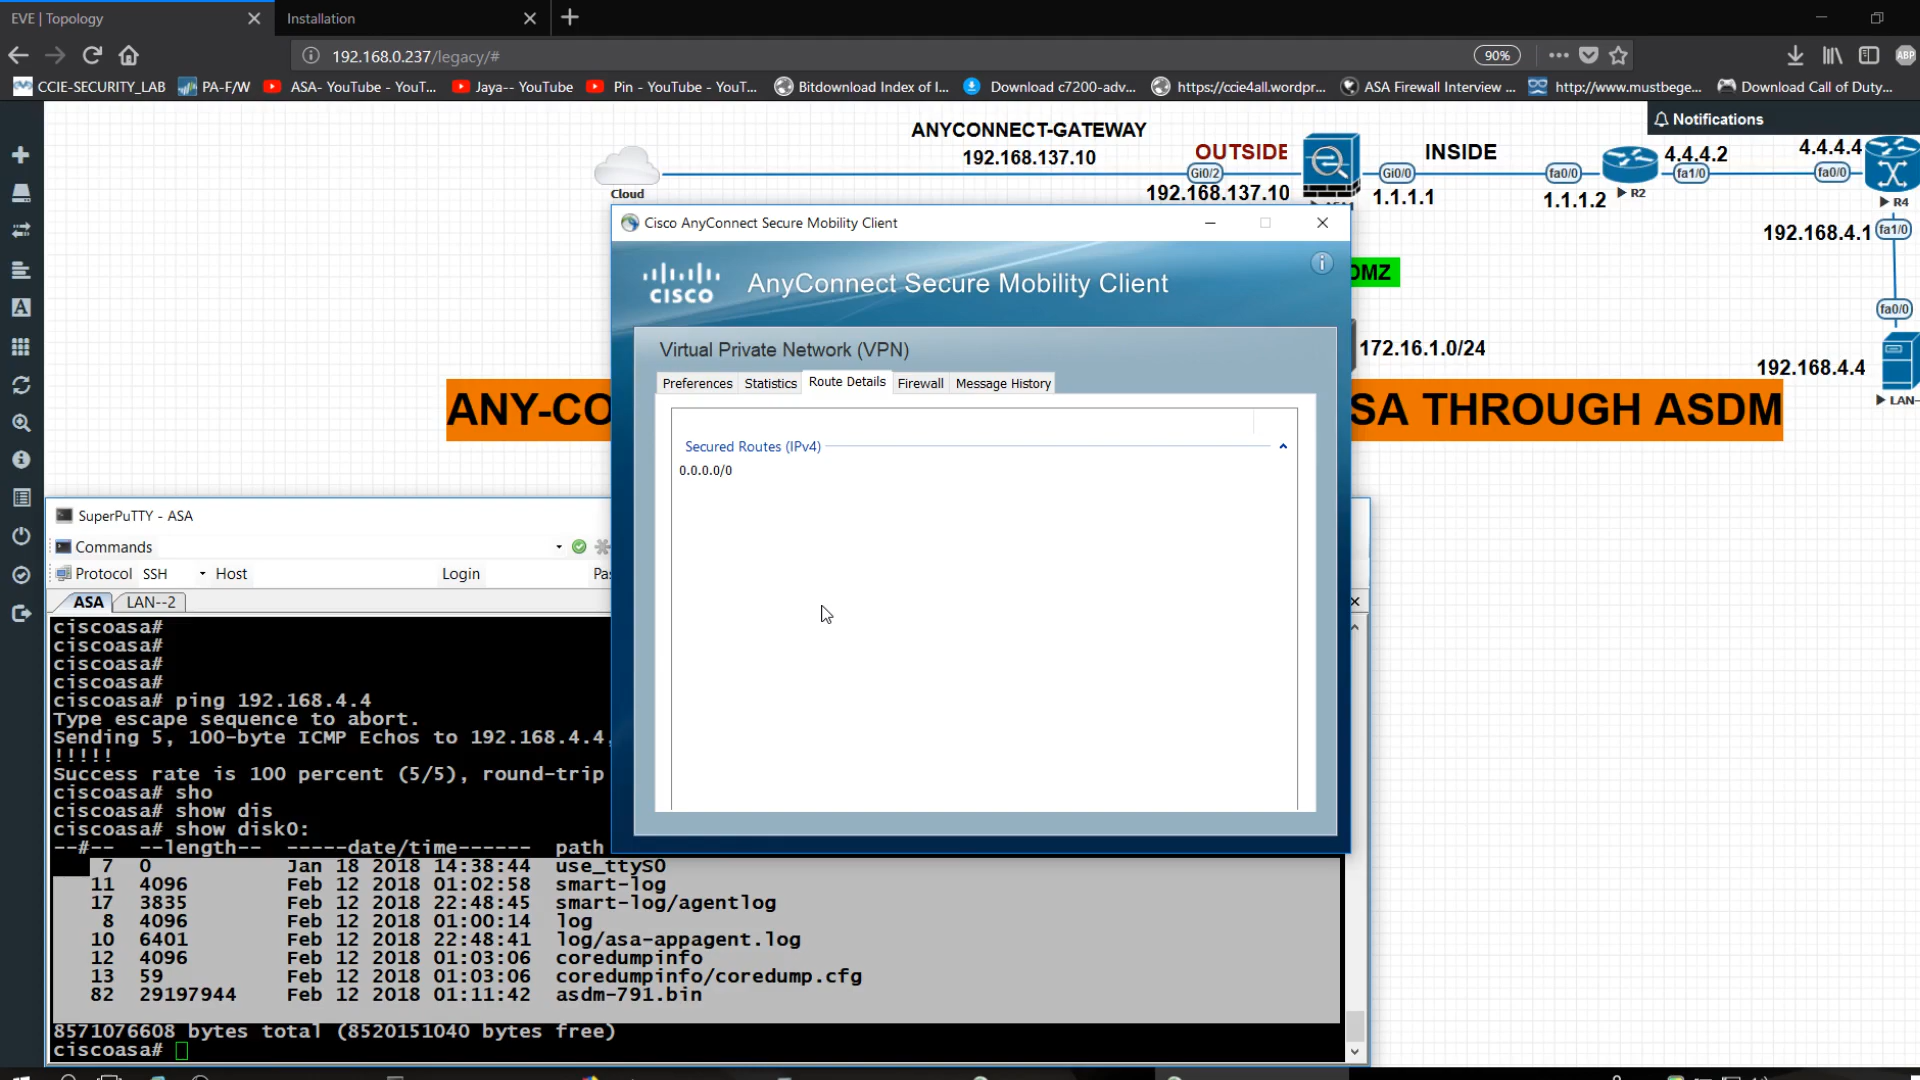 EVE | Topology
Installation
192.168.0.237/legacy/#
90%
CCIE-SECURITY_LAB
PA-F/W
ASA- YouTube - YouT...
Jaya-- YouTube
Pin - YouTube - YouT...
Bitdownload Index of I...
Download c7200-adv...
https://ccie4all.wordpr...
ASA Firewall Interview ...
http://www.mustbege...
Download Call of Duty...
ABP
Notifications
ANYCONNECT-GATEWAY
192.168.137.10
Cloud
OUTSIDE
Gi0/2
192.168.137.10
INSIDE
Gi0/0
1.1.1.1
fa0/0
1.1.1.2
R2
4.4.4.2
fa1/0
4.4.4.4
fa0/0
R4
192.168.4.1
fa1/0
DMZ
172.16.1.0/24
fa0/0
192.168.4.4
LAN-
ANY-CO
SA THROUGH ASDM
Cisco AnyConnect Secure Mobility Client
CISCO
AnyConnect Secure Mobility Client
Virtual Private Network (VPN)
Preferences
Statistics
Route Details
Firewall
Message History
Secured Routes (IPv4)
0.0.0.0/0
SuperPuTTY - ASA
Commands
Protocol SSH Host Login Pas
ASA
LAN--2
ciscoasa#
ciscoasa#
ciscoasa#
ciscoasa#
ciscoasa# ping 192.168.4.4
Type escape sequence to abort.
Sending 5, 100-byte ICMP Echos to 192.168.4.4,
!!!!!
Success rate is 100 percent (5/5), round-trip
ciscoasa# sho
ciscoasa# show dis
ciscoasa# show disk0:
--#-- --length-- -----date/time------ path
7 0 Jan 18 2018 14:38:44 use_ttyS0
11 4096 Feb 12 2018 01:02:58 smart-log
17 3835 Feb 12 2018 22:48:45 smart-log/agentlog
8 4096 Feb 12 2018 01:00:14 log
10 6401 Feb 12 2018 22:48:41 log/asa-appagent.log
12 4096 Feb 12 2018 01:03:06 coredumpinfo
13 59 Feb 12 2018 01:03:06 coredumpinfo/coredump.cfg
82 29197944 Feb 12 2018 01:11:42 asdm-791.bin
8571076608 bytes total (8520151040 bytes free)
ciscoasa#